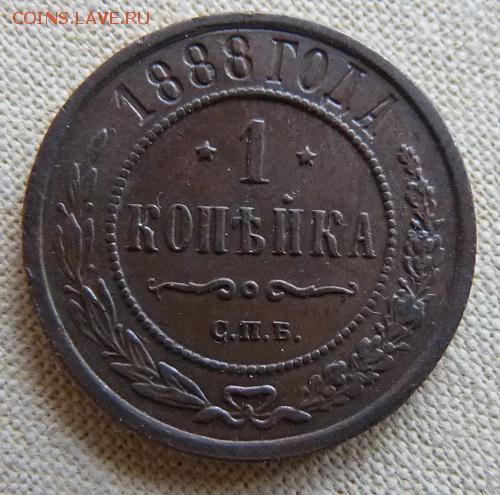 COINS.LAVE.RU
1888 ГОДА
1
КОПѢЙКА
С.П.Б.